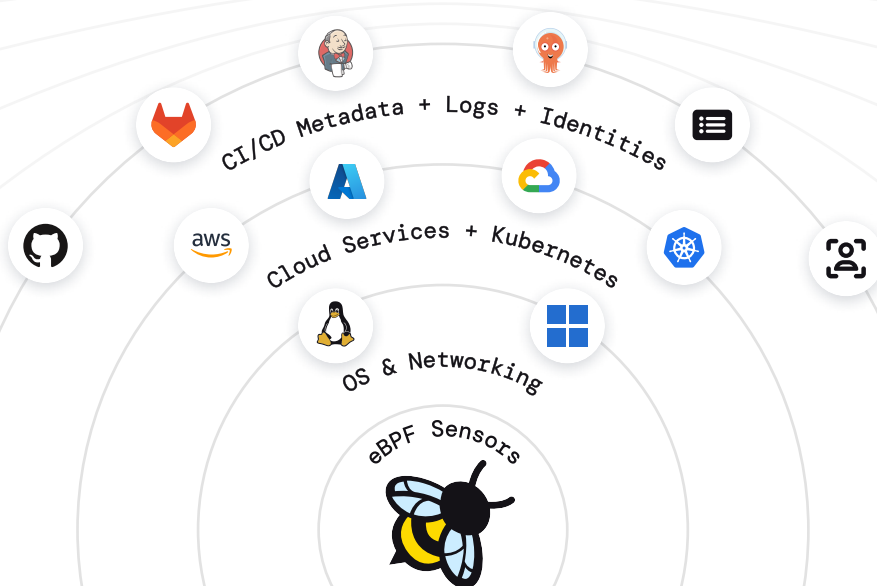 CI/CD Metadata + Logs + Identities
aws
Cloud Services + Kubernetes
OS & Networking
eBPF Sensors